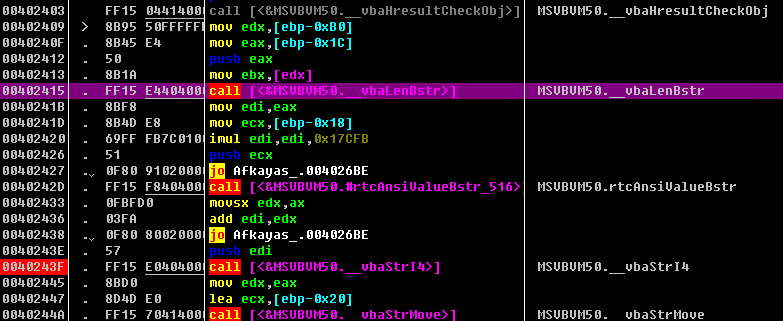 00402403 . FF15 04414000 call [<&MSVBVM50.__vbaHresultCheckObj>] MSVBVM50.__vbaHresultCheckObj
00402409 > 8B95 50FFFFFF mov edx,[ebp-0xB0]
0040240F . 8B45 E4 mov eax,[ebp-0x1C]
00402412 . 50 push eax
00402413 . 8B1A mov ebx,[edx]
00402415 . FF15 E4404000 call [<&MSVBVM50.__vbaLenBstr>] MSVBVM50.__vbaLenBstr
0040241B . 8BF8 mov edi,eax
0040241D . 8B4D E8 mov ecx,[ebp-0x18]
00402420 . 69FF FB7C0100 imul edi,edi,0x17CFB
00402426 . 51 push ecx
00402427 . 0F80 91020000 jo Afkayas_.004026BE
0040242D . FF15 F8404000 call [<&MSVBVM50.#rtcAnsiValueBstr_516>] MSVBVM50.rtcAnsiValueBstr
00402433 . 0FBFD0 movsx edx,ax
00402436 . 03FA add edi,edx
00402438 . 0F80 80020000 jo Afkayas_.004026BE
0040243E . 57 push edi
0040243F . FF15 E0404000 call [<&MSVBVM50.__vbaStrI4>] MSVBVM50.__vbaStrI4
00402445 . 8BD0 mov edx,eax
00402447 . 8D4D E0 lea ecx,[ebp-0x20]
0040244A . FF15 70414000 call [<&MSVBVM50.__vbaStrMove>] MSVBVM50.__vbaStrMove